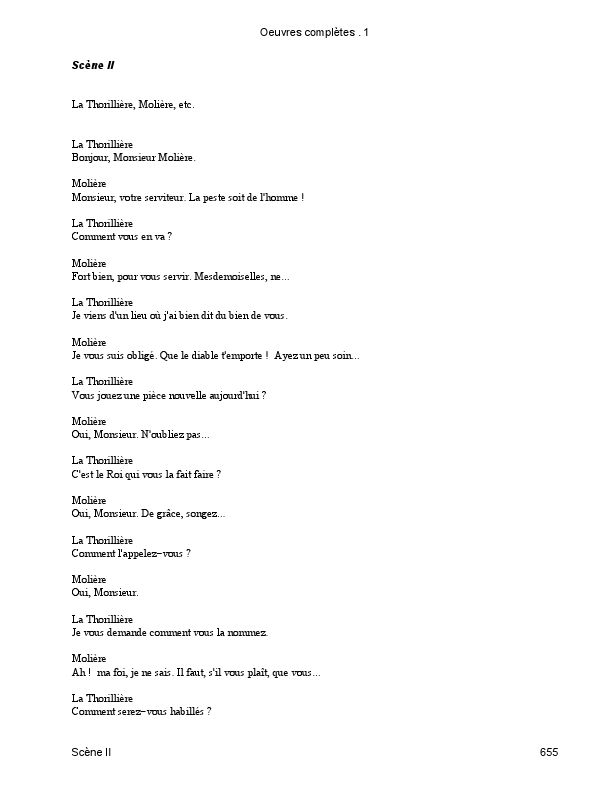 Oeuvres complètes . 1
Scène II
La Thorillière, Molière, etc.
La Thorillière
Bonjour, Monsieur Molière.
Molière
Monsieur, votre serviteur. La peste soit de l'homme !
La Thorillière
Comment vous en va ?
Molière
Fort bien, pour vous servir. Mesdemoiselles, ne...
La Thorillière
Je viens d'un lieu où j'ai bien dit du bien de vous.
Molière
Je vous suis obligé. Que le diable t'emporte ! Ayez un peu soin...
La Thorillière
Vous jouez une pièce nouvelle aujourd'hui ?
Molière
Oui, Monsieur. N'oubliez pas...
La Thorillière
C'est le Roi qui vous la fait faire ?
Molière
Oui, Monsieur. De grâce, songez...
La Thorillière
Comment l'appelez-vous ?
Molière
Oui, Monsieur.
La Thorillière
Je vous demande comment vous la nommez.
Molière
Ah ! ma foi, je ne sais. Il faut, s'il vous plaît, que vous...
La Thorillière
Comment serez-vous habillés ?
Scène II 655